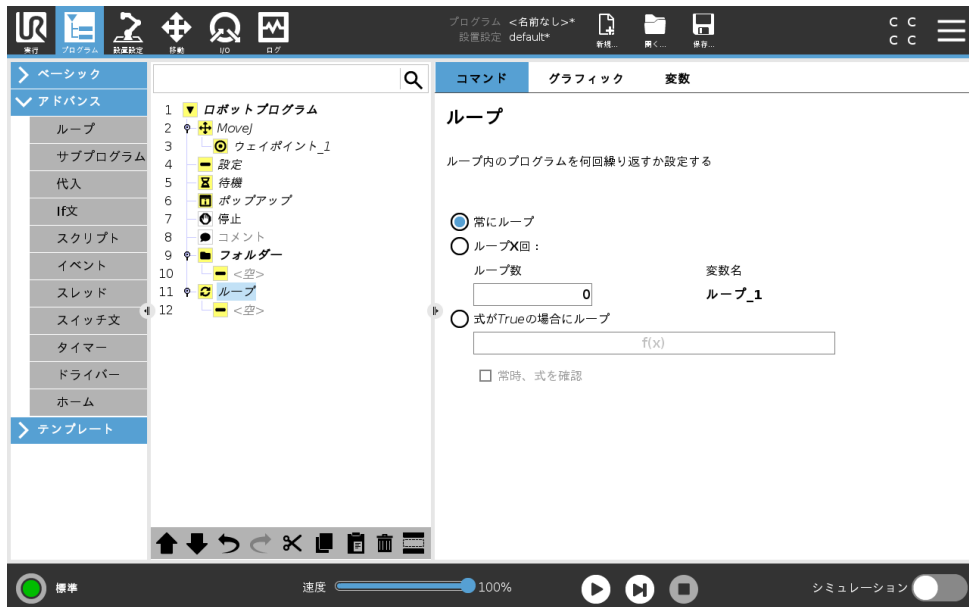 UR
実行
プログラム
設置設定
移動
I/O
ログ
プログラム <名前なし>*
設置設定 default*
新規...
開く...
保存...
C C
C C
ベーシック
アドバンス
ループ
サブプログラム
代入
If文
スクリプト
イベント
スレッド
スイッチ文
タイマー
ドライバー
ホーム
テンプレート
1 ロボットプログラム
2 MoveJ
3 ウェイポイント_1
4 設定
5 待機
6 ポップアップ
7 停止
8 コメント
9 フォルダー
10 <空>
11 ループ
12 <空>
コマンド グラフィック 変数
ループ
ループ内のプログラムを何回繰り返すか設定する
常にループ
ループX回：
ループ数 変数名
0 ループ_1
式がTrueの場合にループ
f(x)
常時、式を確認
標準
速度 100%
シミュレーション